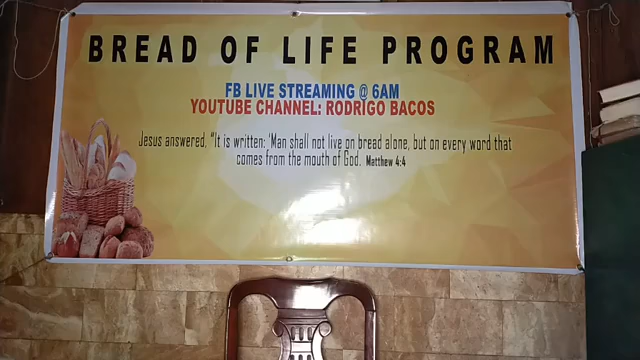 BREAD OF LIFE PROGRAM
FB LIVE STREAMING @ 6AM
YOUTUBE CHANNEL: RODRIGO BACOS
Jesus answered, "It is written: 'Man shall not live on bread alone, but on every word that
comes from the mouth of God. Matthew 4:4